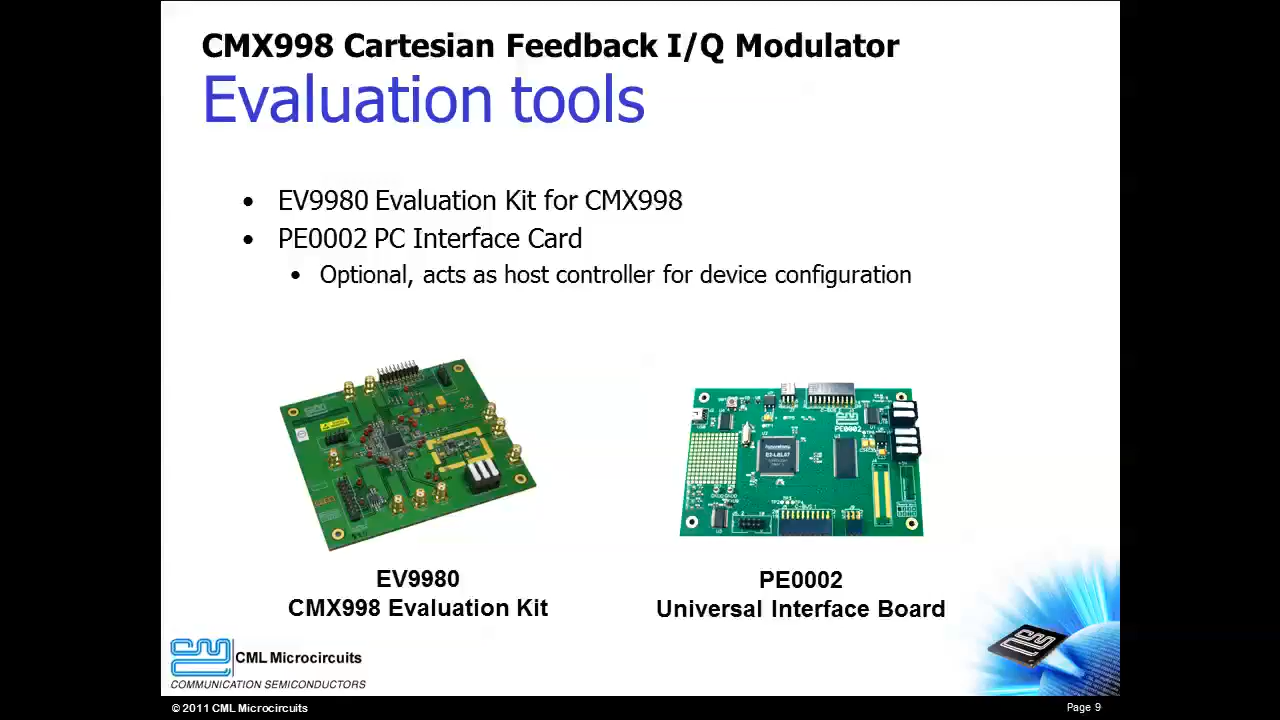 CMX998 Cartesian Feedback I/Q Modulator
Evaluation tools
• EV9980 Evaluation Kit for CMX998
• PE0002 PC Interface Card
• Optional, acts as host controller for device configuration
PE0002
EV9980
CMX998 Evaluation Kit
PE0002
Universal Interface Board
CML Microcircuits
COMMUNICATION SEMICONDUCTORS
© 2011 CML Microcircuits
Page 9